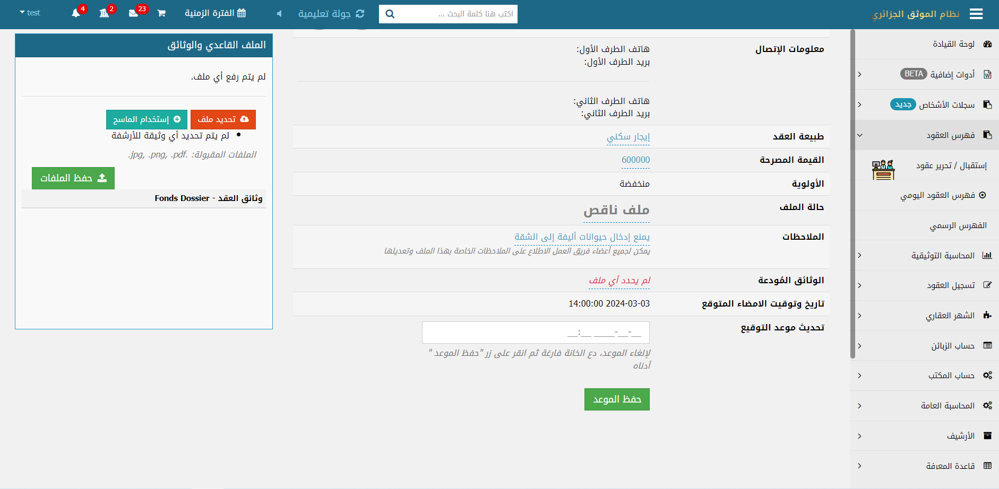 نظام الموثق الجزائري
اكتب هنا كلمة البحث ...
جولة تعليمية
الفترة الزمنية
23
2
4
test
لوحة القيادة
أدوات إضافية BETA
سجلات الأشخاص جديد
فهرس العقود
إستقبال / تحرير عقود
فهرس العقود اليومي
الفهرس الرسمي
المحاسبة التوثيقية
تسجيل العقود
الشهر العقاري
حساب الزبائن
حساب المكتب
المحاسبة العامة
الأرشيف
قاعدة المعرفة
معلومات الإتصال
هاتف الطرف الأول:
بريد الطرف الأول:
هاتف الطرف الثاني:
بريد الطرف الثاني:
طبيعة العقد
إيجار سكني
القيمة المصرحة
600000
الأولوية
منخفضة
حالة الملف
ملف ناقص
الملاحظات
يمنع إدخال حيوانات أليفة إلى الشقة
يمكن لجميع أعضاء فريق العمل الاطلاع على الملاحظات الخاصة بهذا الملف وتعديلها
الوثائق المُودعة
لم يحدد أي ملف
تاريخ وتوقيت الامضاء المتوقع
2024-03-03 14:00:00
تحديث موعد التوقيع
__-__-____ __:__
لإلغاء الموعد، دع الخانة فارغة ثم انقر على زر "حفظ الموعد "
أدناه
حفظ الموعد
الملف القاعدي والوثائق
لم يتم رفع أي ملف.
تحديد ملف
إستخدام الماسح
لم يتم تحديد أي وثيقة للأرشفة
الملفات المقبولة: .jpg, .png, .pdf.
حفظ الملفات
وثائق العقد - Fonds Dossier